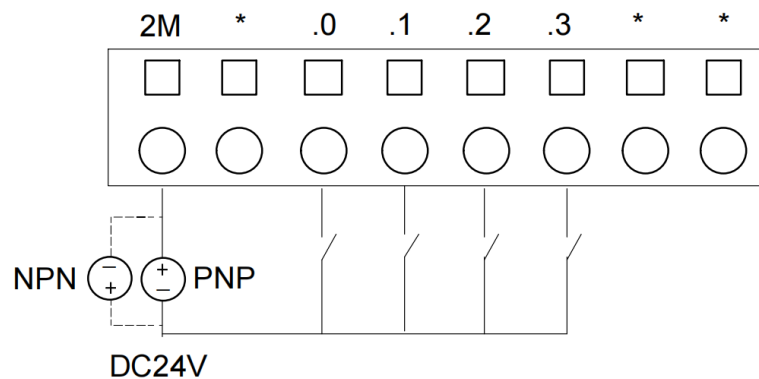 2M * .0 .1 .2 .3 * *
NPN − + + − PNP
DC24V